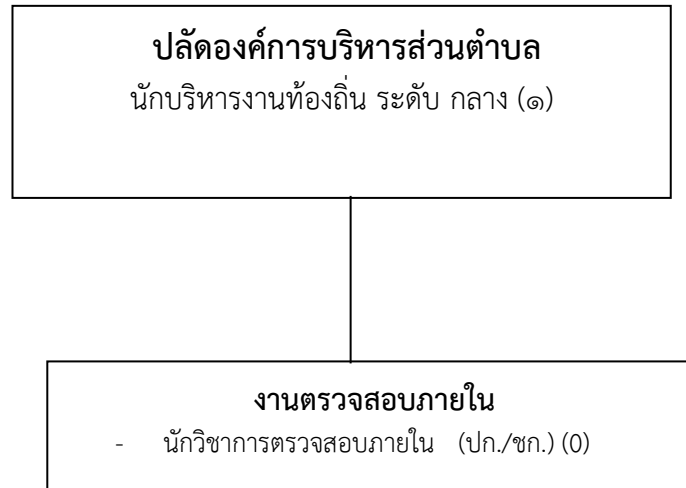 ปลัดองค์การบริหารส่วนตำบล
นักบริหารงานท้องถิ่น ระดับ กลาง (๑)
งานตรวจสอบภายใน
- นักวิชาการตรวจสอบภายใน (ปก./ชก.) (0)